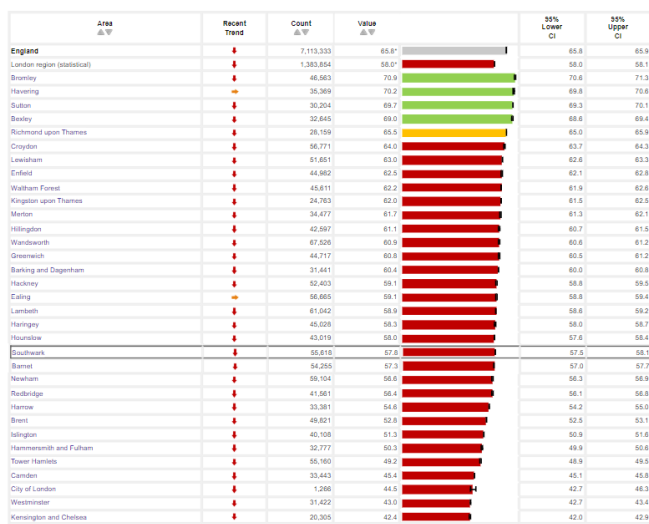 Area Recent Trend Count Value 95% Lower CI 95% Upper CI
England 7,113,333 65.8* 65.8 65.9
London region (statistical) 1,383,854 58.0* 58.0 58.1
Bromley 46,563 70.9 70.6 71.3
Havering 35,369 70.2 69.8 70.6
Sutton 30,204 69.7 69.3 70.1
Bexley 32,645 69.0 68.6 69.4
Richmond upon Thames 28,159 65.5 65.0 65.9
Croydon 56,771 64.0 63.7 64.3
Lewisham 51,651 63.0 62.6 63.3
Enfield 44,982 62.5 62.1 62.8
Waltham Forest 45,611 62.2 61.9 62.6
Kingston upon Thames 24,763 62.0 61.5 62.5
Merton 34,477 61.7 61.3 62.1
Hillingdon 42,597 61.1 60.7 61.5
Wandsworth 67,526 60.9 60.6 61.2
Greenwich 44,717 60.8 60.5 61.2
Barking and Dagenham 31,441 60.4 60.0 60.8
Hackney 52,403 59.1 58.8 59.5
Ealing 56,665 59.1 58.8 59.4
Lambeth 61,042 58.9 58.6 59.2
Haringey 45,028 58.3 58.0 58.7
Hounslow 43,019 58.0 57.6 58.4
Southwark 55,618 57.8 57.5 58.1
Barnet 54,255 57.3 57.0 57.7
Newham 59,104 56.6 56.3 56.9
Redbridge 41,561 56.4 56.1 56.8
Harrow 33,381 54.6 54.2 55.0
Brent 49,821 52.8 52.5 53.1
Islington 40,108 51.3 50.9 51.6
Hammersmith and Fulham 32,777 50.3 49.9 50.6
Tower Hamlets 55,160 49.2 48.9 49.5
Camden 33,443 45.4 45.1 45.8
City of London 1,266 44.5 42.7 46.3
Westminster 31,422 43.0 42.7 43.4
Kensington and Chelsea 20,305 42.4 42.0 42.9